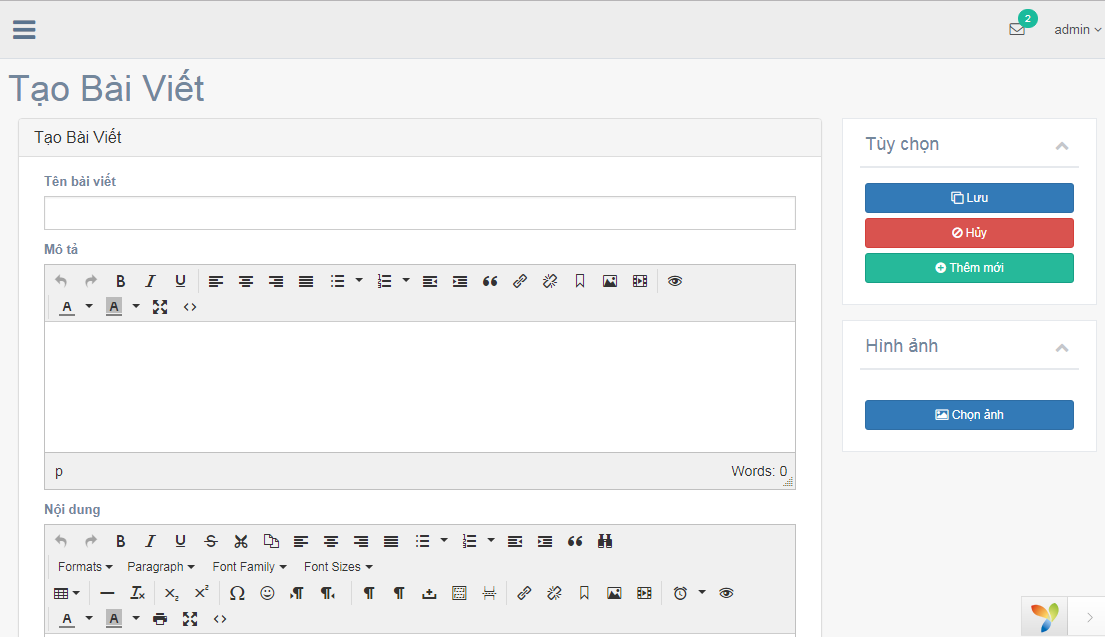 2
admin
Tạo Bài Viết
Tạo Bài Viết
Tên bài viết
Mô tả
B I U
A A
p Words: 0
Nội dung
B I U S
Formats Paragraph Font Family Font Sizes
A A
Tùy chọn
Lưu
Hủy
Thêm mới
Hình ảnh
Chọn ảnh